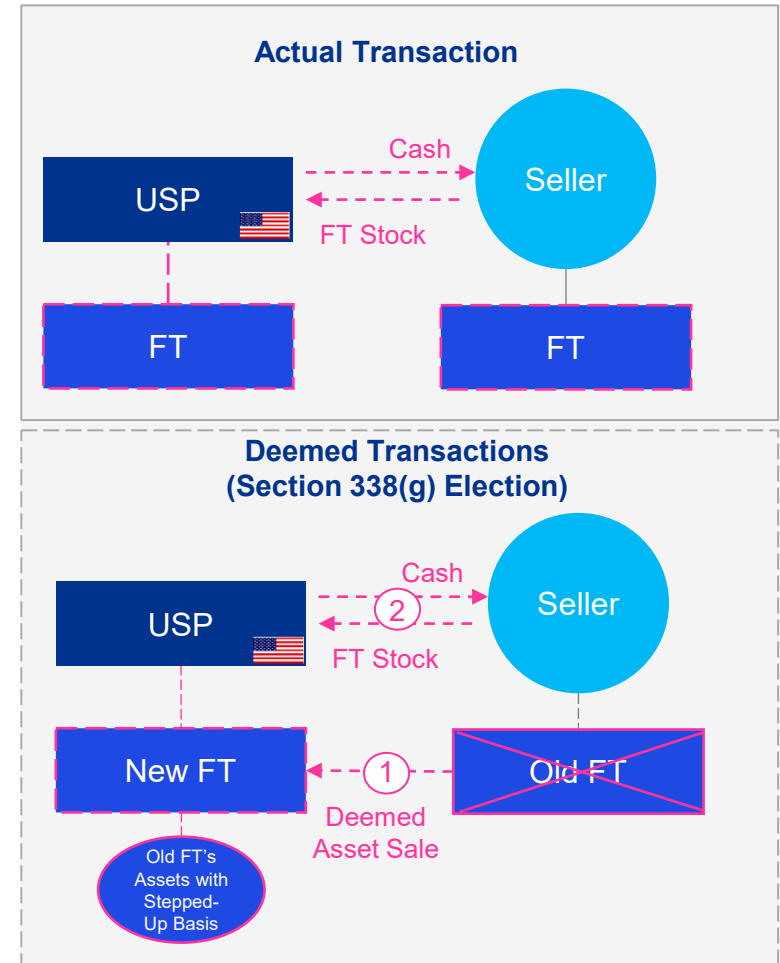 Actual Transaction
USP
Cash
FT Stock
Seller
FT
FT
Deemed Transactions
(Section 338(g) Election)
USP
Cash
2
FT Stock
Seller
New FT
1
Deemed
Asset Sale
Old FT
Old FT's
Assets with
Stepped-
Up Basis